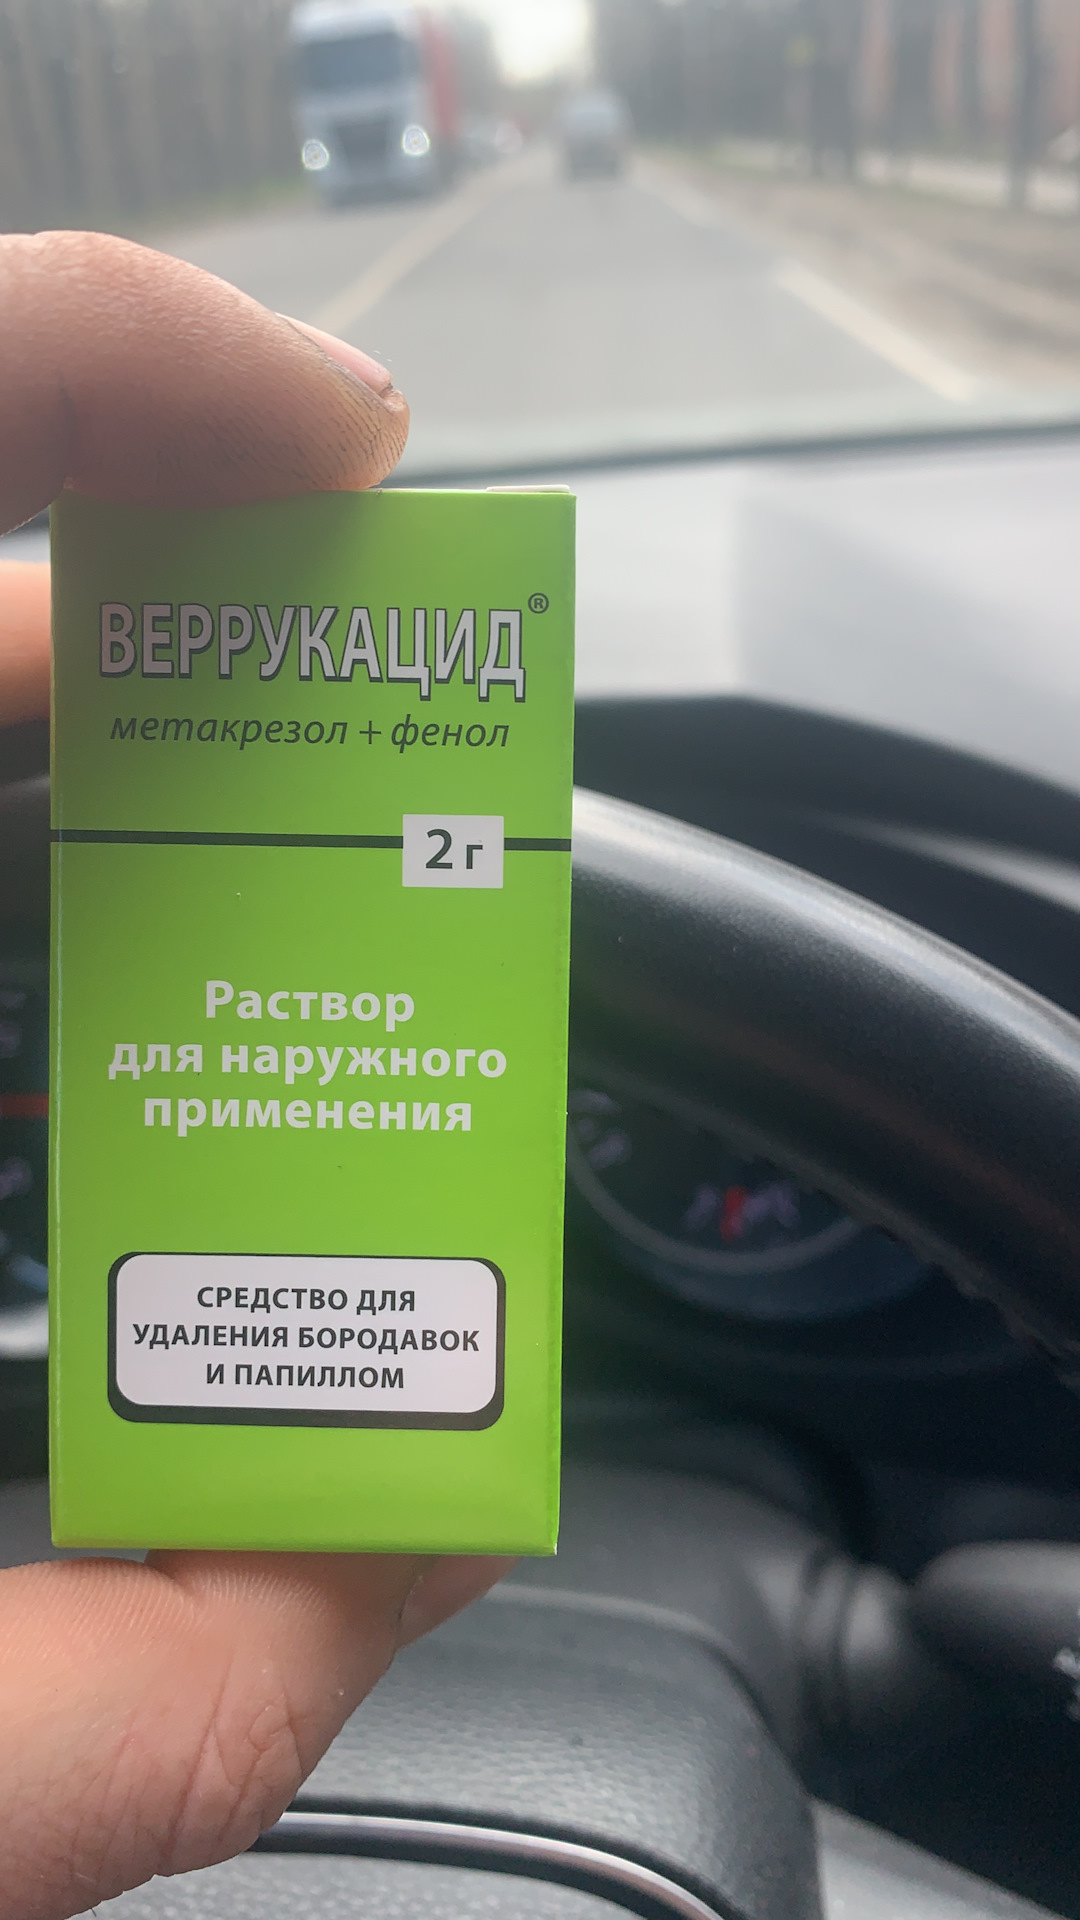 ВЕРРУКАЦИД®
метакрезол + фенол
2 г
Раствор
для наружного
применения
СРЕДСТВО ДЛЯ
УДАЛЕНИЯ БОРОДАВОК
И ПАПИЛЛОМ